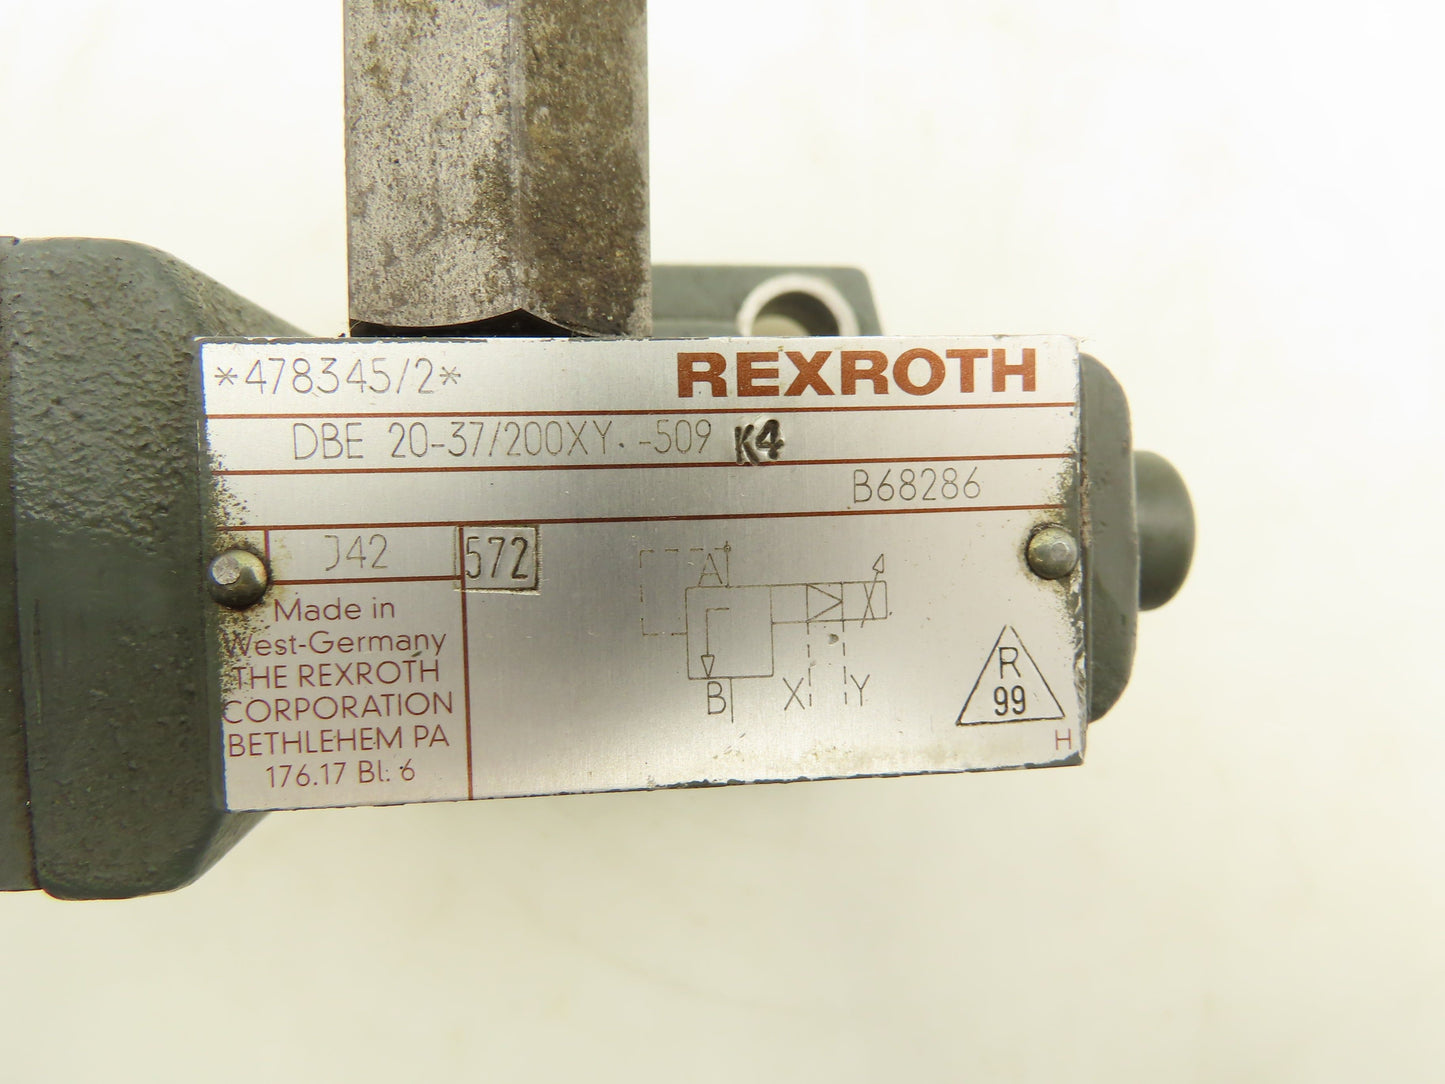 *478345/2* REXROTH
DBE 20-37/200XY. -509 K4
B68286
J42 572
Made in
West-Germany
THE REXROTH
CORPORATION
BETHLEHEM PA
176.17 Bl: 6
A
B X Y
R
99
H